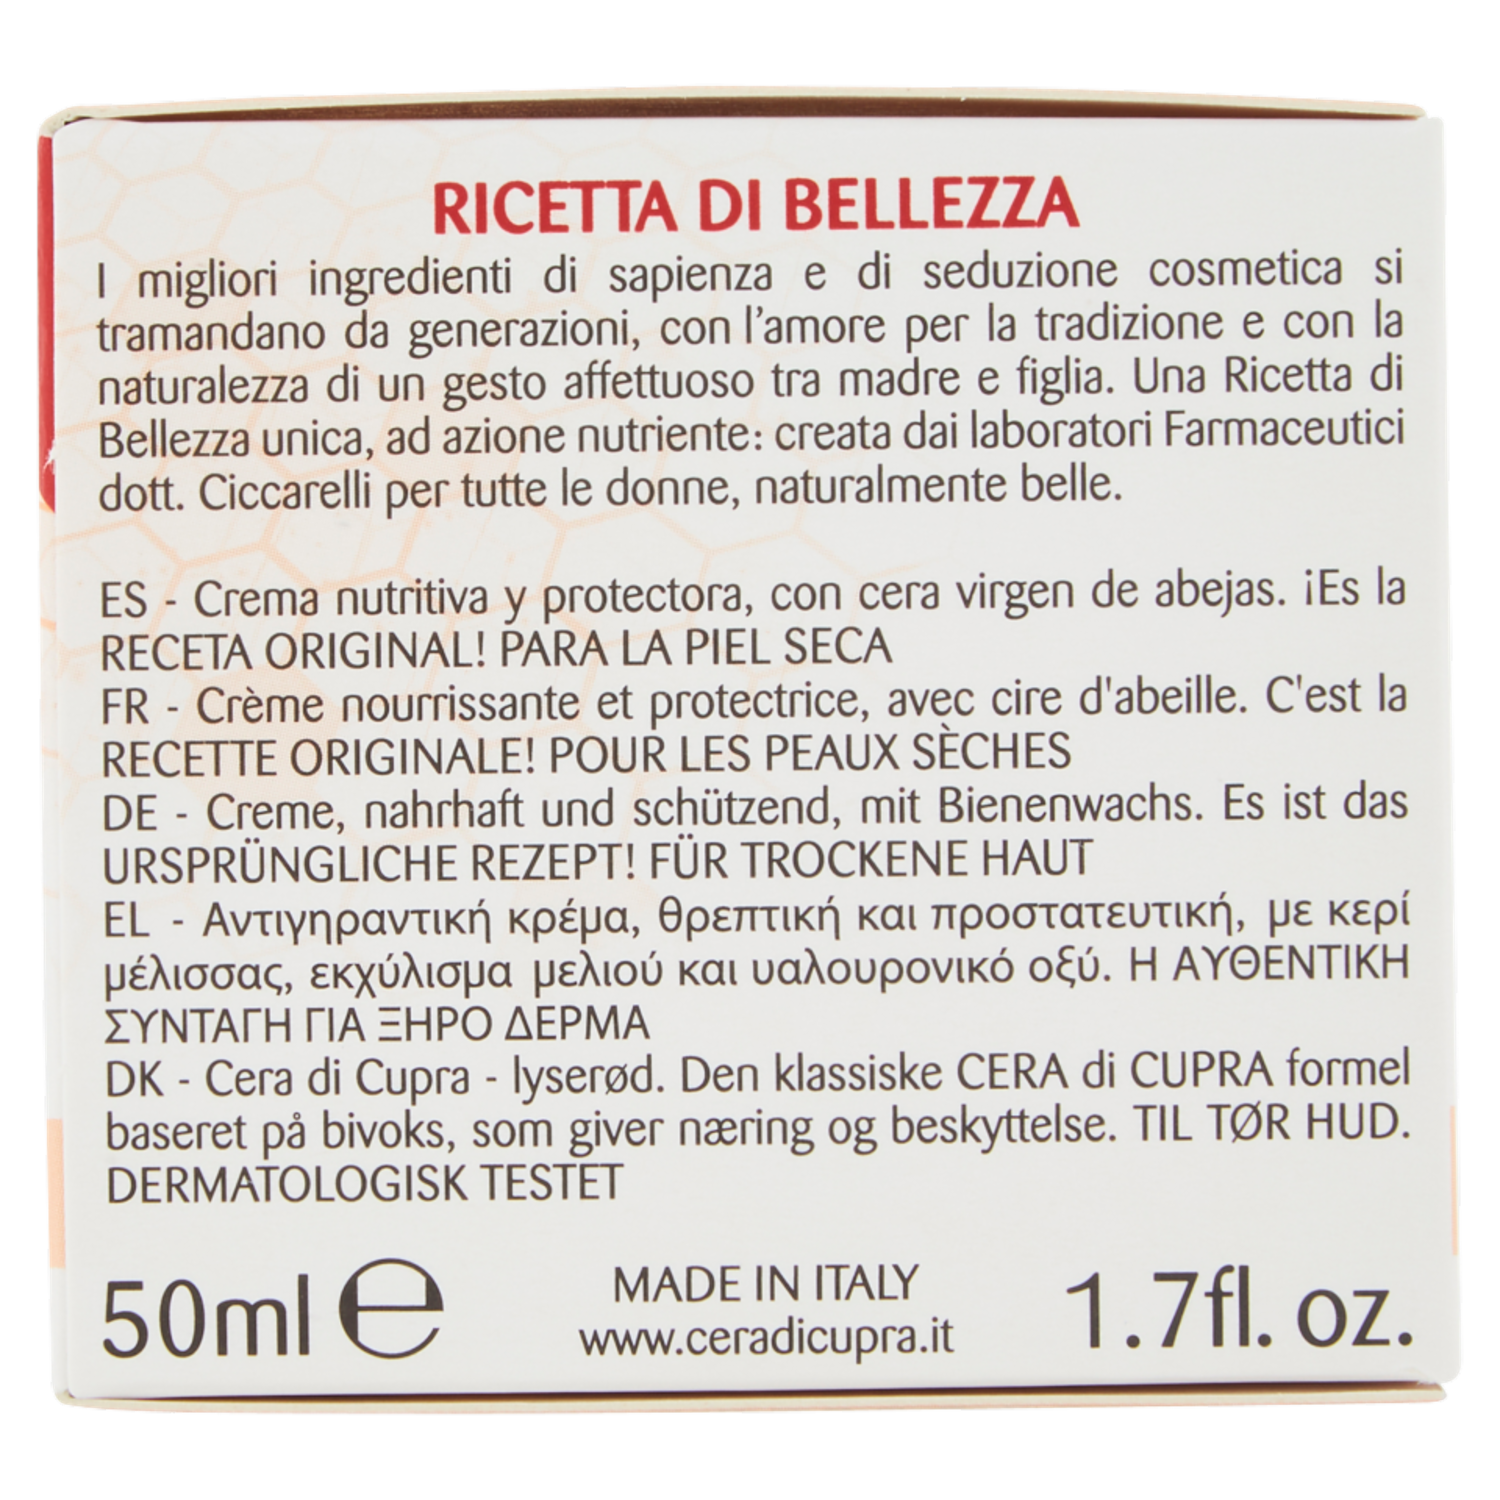 RICETTA DI BELLEZZA
I migliori ingredienti di sapienza e di seduzione cosmetica si
tramandano da generazioni, con l’amore per la tradizione e con la
naturalezza di un gesto affettuoso tra madre e figlia. Una Ricetta di
Bellezza unica, ad azione nutriente: creata dai laboratori Farmaceutici
dott. Ciccarelli per tutte le donne, naturalmente belle.
ES - Crema nutritiva y protectora, con cera virgen de abejas. ¡Es la
RECETA ORIGINAL! PARA LA PIEL SECA
FR - Crème nourrissante et protectrice, avec cire d'abeille. C'est la
RECETTE ORIGINALE! POUR LES PEAUX SÈCHES
DE - Creme, nahrhaft und schützend, mit Bienenwachs. Es ist das
URSPRÜNGLICHE REZEPT! FÜR TROCKENE HAUT
EL - Αντιγηραντική κρέμα, θρεπτική και προστατευτική, με κερί
μέλισσας, εκχύλισμα μελιού και υαλουρονικό οξύ. Η ΑΥΘΕΝΤΙΚΗ
ΣΥΝΤΑΓΗ ΓΙΑ ΞΗΡΟ ΔΕΡΜΑ
DK - Cera di Cupra - lyserød. Den klassiske CERA di CUPRA formel
baseret på bivoks, som giver næring og beskyttelse. TIL TØR HUD.
DERMATOLOGISK TESTET
50ml ℮ MADE IN ITALY 1.7fl. oz.
www.ceradicupra.it